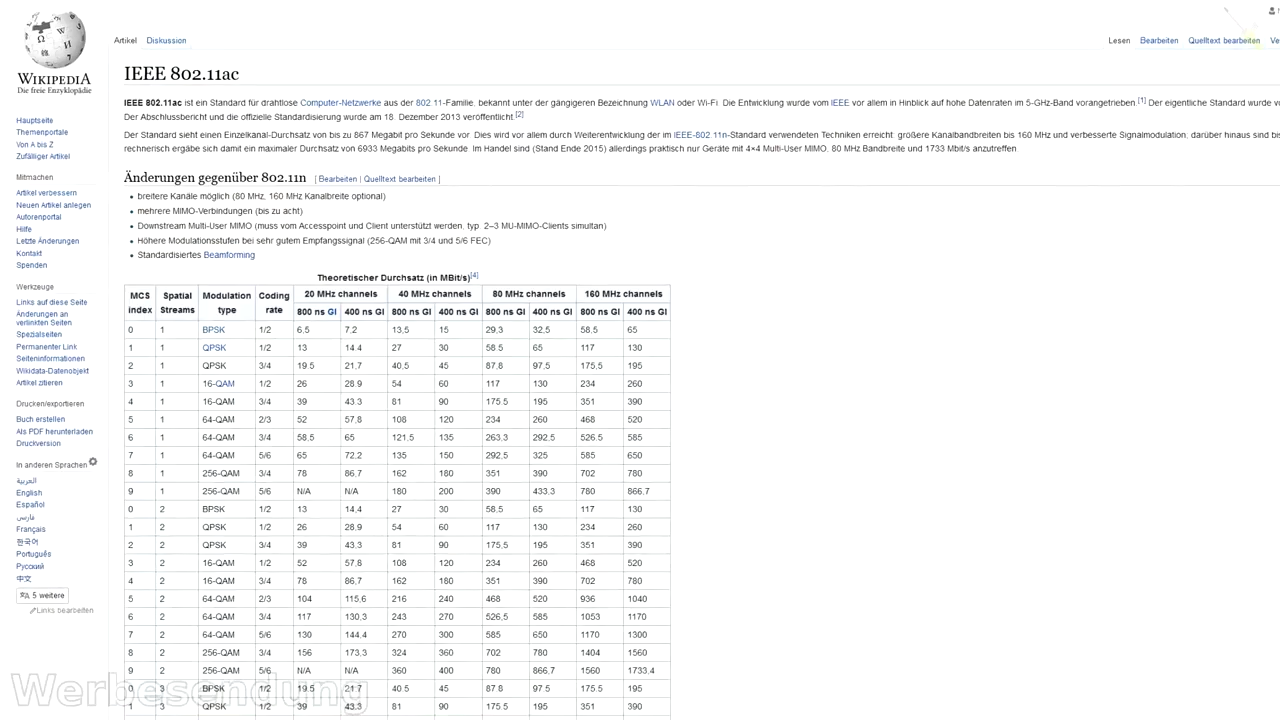 WIKIPEDIA
Die freie Enzyklopädie
Hauptseite
Themenportale
Von A bis Z
Zufälliger Artikel
Mitmachen
Artikel verbessern
Neuen Artikel anlegen
Autorenportal
Hilfe
Letzte Änderungen
Kontakt
Spenden
Werkzeuge
Links auf diese Seite
Änderungen an
verlinkten Seiten
Spezialseiten
Permanenter Link
Seiteninformationen
Wikidata-Datenobjekt
Artikel zitieren
Drucken/exportieren
Buch erstellen
Als PDF herunterladen
Druckversion
In anderen Sprachen
العربية
English
Español
فارسی
Français
한국어
Português
Русский
中文
5 weitere
Links bearbeiten
Artikel Diskussion
Lesen Bearbeiten Quelltext bearbeiten
IEEE 802.11ac
IEEE 802.11ac ist ein Standard für drahtlose Computer-Netzwerke aus der 802.11-Familie, bekannt unter der gängigeren Bezeichnung WLAN oder Wi-Fi. Die Entwicklung wurde vom IEEE vor allem in Hinblick auf hohe Datenraten im 5-GHz-Band vorangetrieben.[1] Der eigentliche Standard wurde
Der Abschlussbericht und die offizielle Standardisierung wurde am 18. Dezember 2013 veröffentlicht.[2]
Der Standard sieht einen Einzelkanal-Durchsatz von bis zu 867 Megabit pro Sekunde vor. Dies wird vor allem durch Weiterentwicklung der im IEEE-802.11n-Standard verwendeten Techniken erreicht: größere Kanalbandbreiten bis 160 MHz und verbesserte Signalmodulation; darüber hinaus sind
rechnerisch ergäbe sich damit ein maximaler Durchsatz von 6933 Megabits pro Sekunde. Im Handel sind (Stand Ende 2015) allerdings praktisch nur Geräte mit 4×4 Multi-User MIMO, 80 MHz Bandbreite und 1733 Mbit/s anzutreffen.
Änderungen gegenüber 802.11n [ Bearbeiten | Quelltext bearbeiten ]
breitere Kanäle möglich (80 MHz, 160 MHz Kanalbreite optional)
mehrere MIMO-Verbindungen (bis zu acht)
Downstream Multi-User MIMO (muss vom Accesspoint und Client unterstützt werden, typ. 2–3 MU-MIMO-Clients simultan)
Höhere Modulationsstufen bei sehr gutem Empfangssignal (256-QAM mit 3/4 und 5/6 FEC)
Standardisiertes Beamforming
Theoretischer Durchsatz (in MBit/s)[4]
MCS index Spatial Streams Modulation type Coding rate 20 MHz channels 40 MHz channels 80 MHz channels 160 MHz channels
800 ns GI 400 ns GI 800 ns GI 400 ns GI 800 ns GI 400 ns GI 800 ns GI 400 ns GI
0 1 BPSK 1/2 6.5 7.2 13,5 15 29,3 32,5 58.5 65
1 1 QPSK 1/2 13 14.4 27 30 58.5 65 117 130
2 1 QPSK 3/4 19.5 21,7 40,5 45 87,8 97,5 175,5 195
3 1 16-QAM 1/2 26 28.9 54 60 117 130 234 260
4 1 16-QAM 3/4 39 43.3 81 90 175.5 195 351 390
5 1 64-QAM 2/3 52 57,8 108 120 234 260 468 520
6 1 64-QAM 3/4 58,5 65 121,5 135 263,3 292,5 526.5 585
7 1 64-QAM 5/6 65 72,2 135 150 292,5 325 585 650
8 1 256-QAM 3/4 78 86,7 162 180 351 390 702 780
9 1 256-QAM 5/6 N/A N/A 180 200 390 433,3 780 866,7
0 2 BPSK 1/2 13 14,4 27 30 58,5 65 117 130
1 2 QPSK 1/2 26 28,9 54 60 117 130 234 260
2 2 QPSK 3/4 39 43,3 81 90 175,5 195 351 390
3 2 16-QAM 1/2 52 57,8 108 120 234 260 468 520
4 2 16-QAM 3/4 78 86,7 162 180 351 390 702 780
5 2 64-QAM 2/3 104 115,6 216 240 468 520 936 1040
6 2 64-QAM 3/4 117 130,3 243 270 526,5 585 1053 1170
7 2 64-QAM 5/6 130 144,4 270 300 585 650 1170 1300
8 2 256-QAM 3/4 156 173,3 324 360 702 780 1404 1560
9 2 256-QAM 5/6 N/A N/A 360 400 780 866,7 1560 1733.4
0 3 BPSK 1/2 19.5 21.7 40.5 45 87.8 97.5 175.5 195
1 3 QPSK 1/2 39 43.3 81 90 175.5 195 351 390
Werbesendung